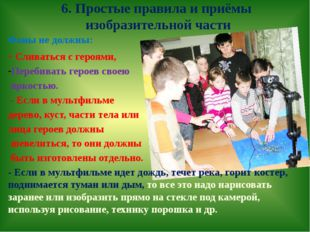 6. Простые правила и приёмы
изобразительной части
Фоны не должны:
- Сливаться с героями,
-Перебивать героев своею
яркостью.
- Если в мультфильме
дерево, куст, части тела или
лица героев должны
шевелиться, то они должны
быть изготовлены отдельно.
- Если в мультфильме идет дождь, течет река, горит костер,
поднимается туман или дым, то все это надо нарисовать
заранее или изобразить прямо на стекле под камерой,
используя рисование, технику порошка и др.